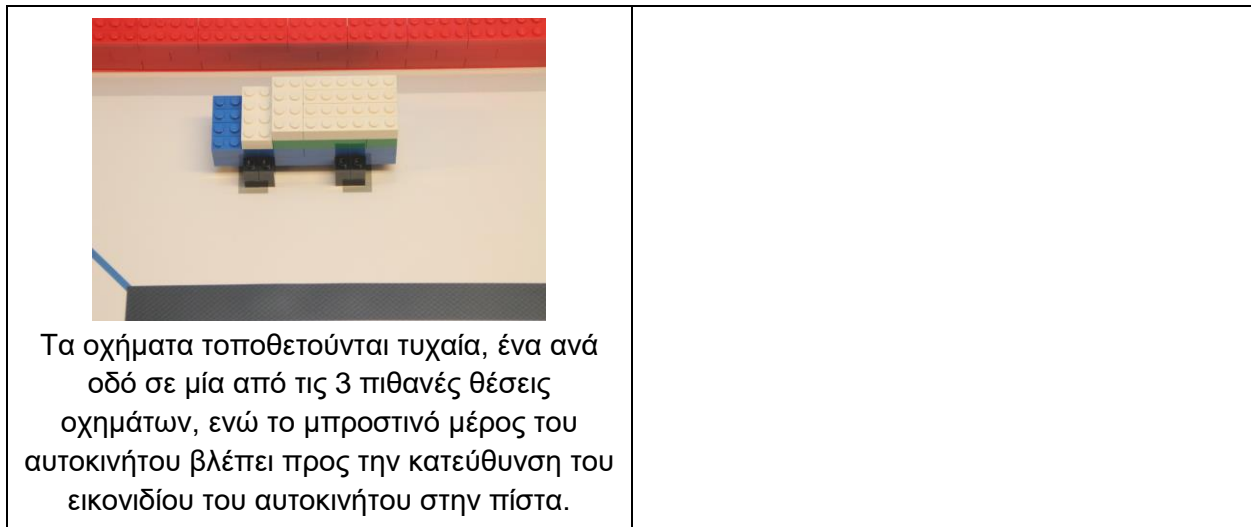 Τα οχήματα τοποθετούνται τυχαία, ένα ανά
οδό σε μία από τις 3 πιθανές θέσεις
οχημάτων, ενώ το μπροστινό μέρος του
αυτοκινήτου βλέπει προς την κατεύθυνση του
εικονιδίου του αυτοκινήτου στην πίστα.